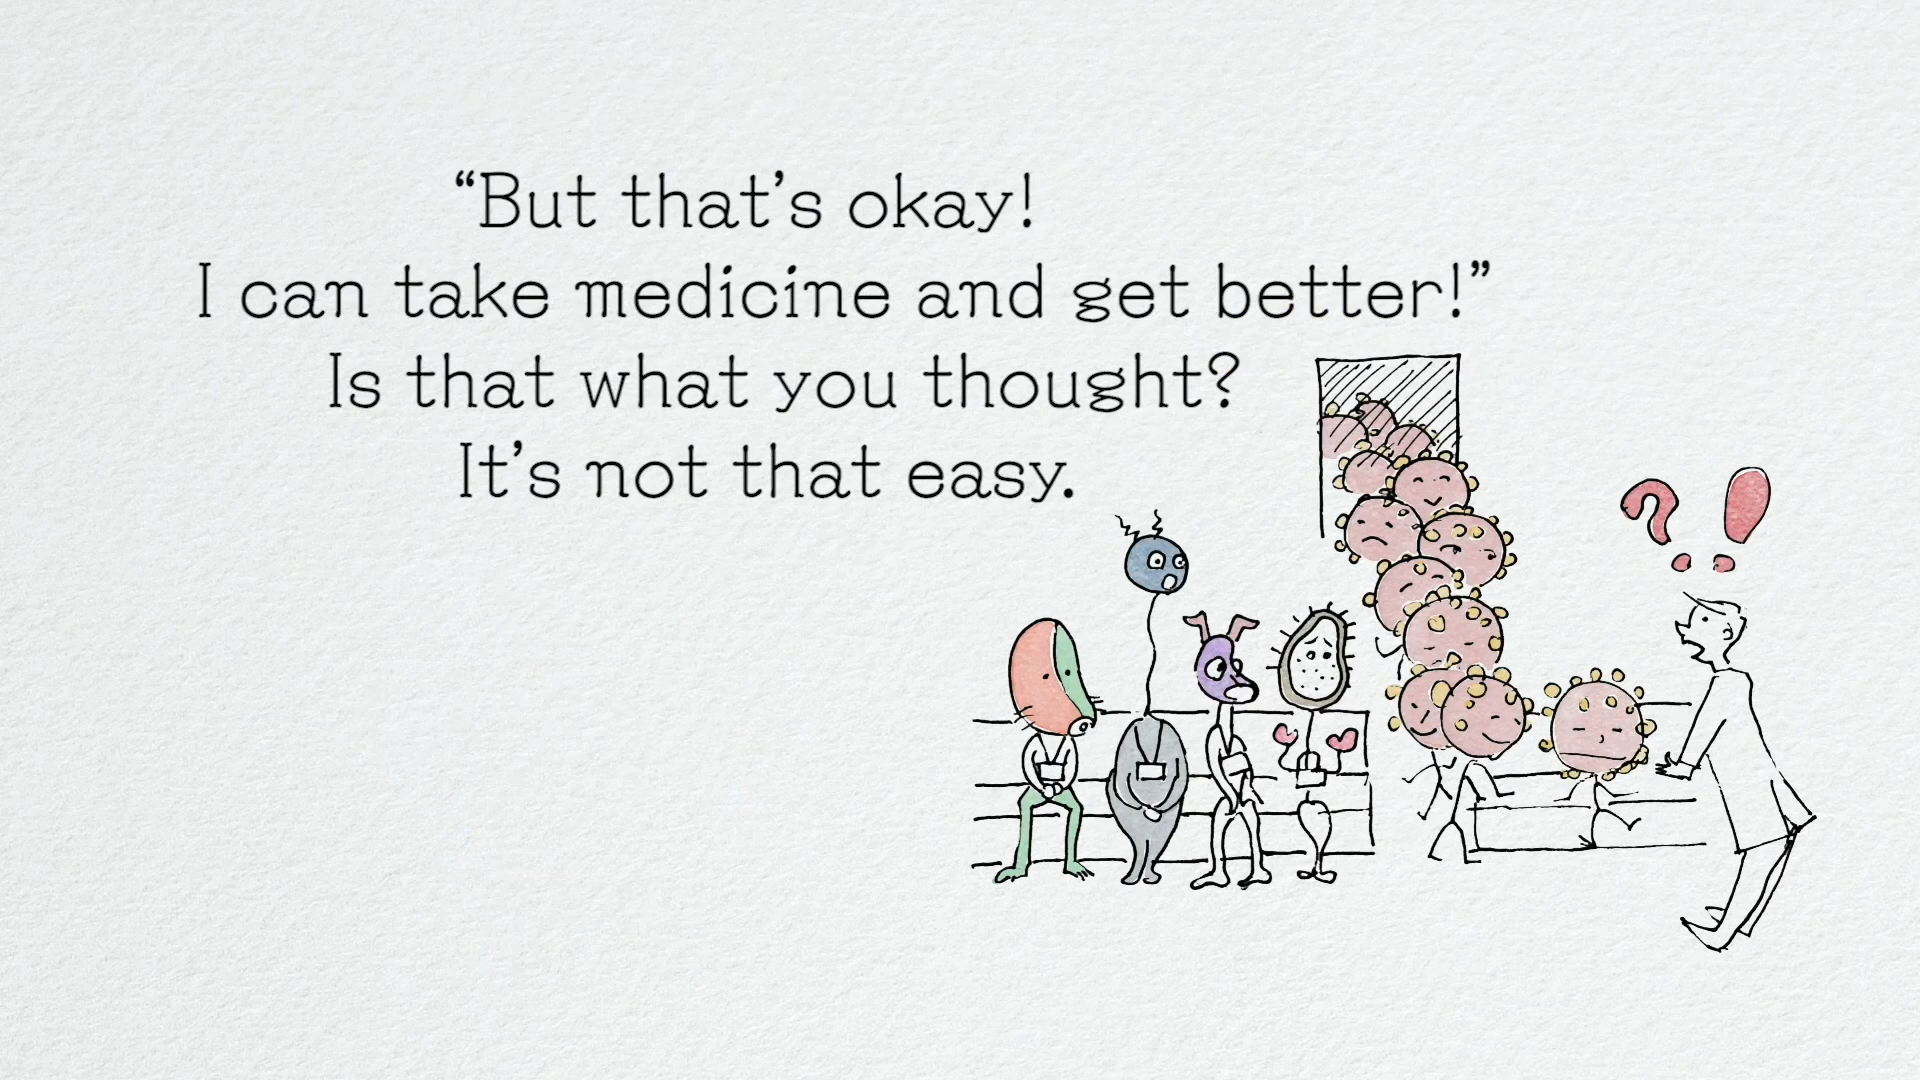 “But that’s okay!
I can take medicine and get better!”
Is that what you thought?
It’s not that easy.
? !